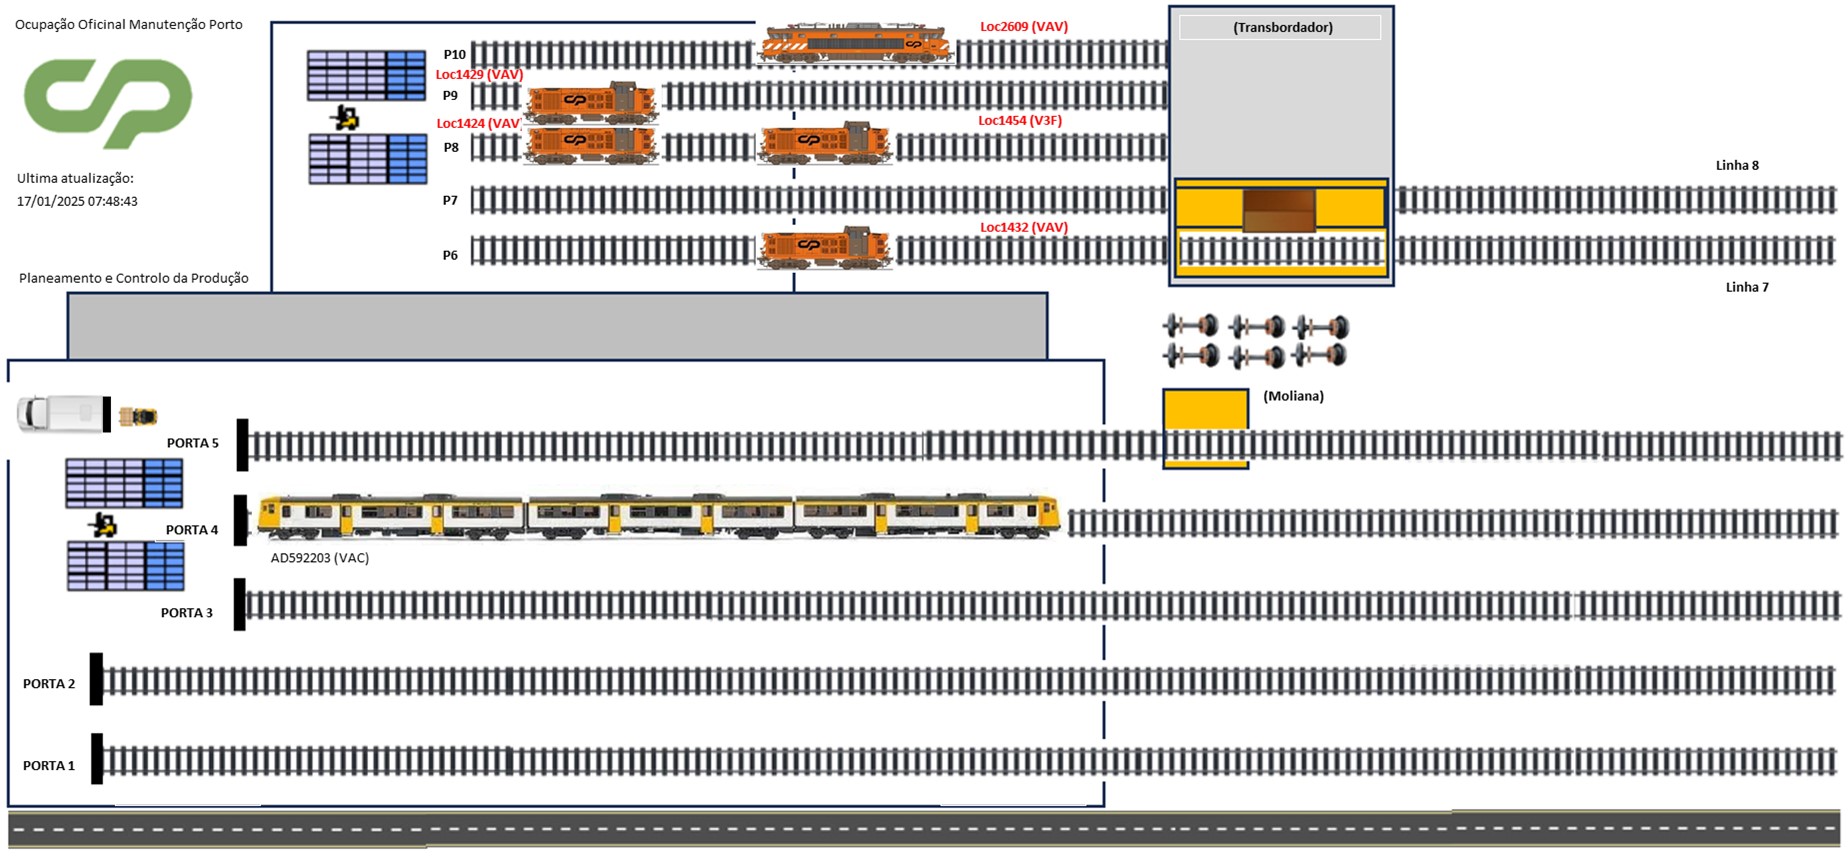 Ocupação Oficinal Manutenção Porto
Loc2609 (VAV)
(Transbordador)
P10
Loc1429 (VAV)
P9
Loc1424 (VAV)
Loc1454 (V3F)
P8
Linha 8
Ultima atualização:
17/01/2025 07:48:43
P7
Loc1432 (VAV)
P6
Planeamento e Controlo da Produção
Linha 7
(Moliana)
PORTA 5
PORTA 4
AD592203 (VAC)
PORTA 3
PORTA 2
PORTA 1